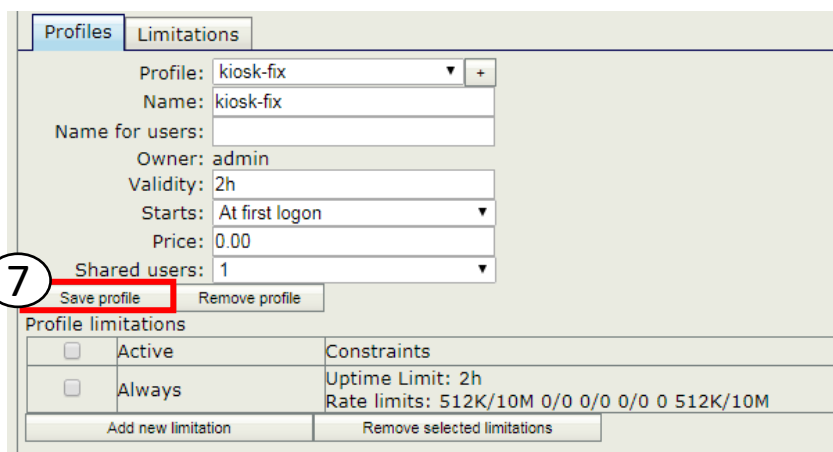 Profiles Limitations
Profile: kiosk-fix +
Name: kiosk-fix
Name for users:
Owner: admin
Validity: 2h
Starts: At first logon
Price: 0.00
Shared users: 1
7 Save profile Remove profile
Profile limitations
Active Constraints
Always Uptime Limit: 2h
Rate limits: 512K/10M 0/0 0/0 0/0 0 512K/10M
Add new limitation Remove selected limitations